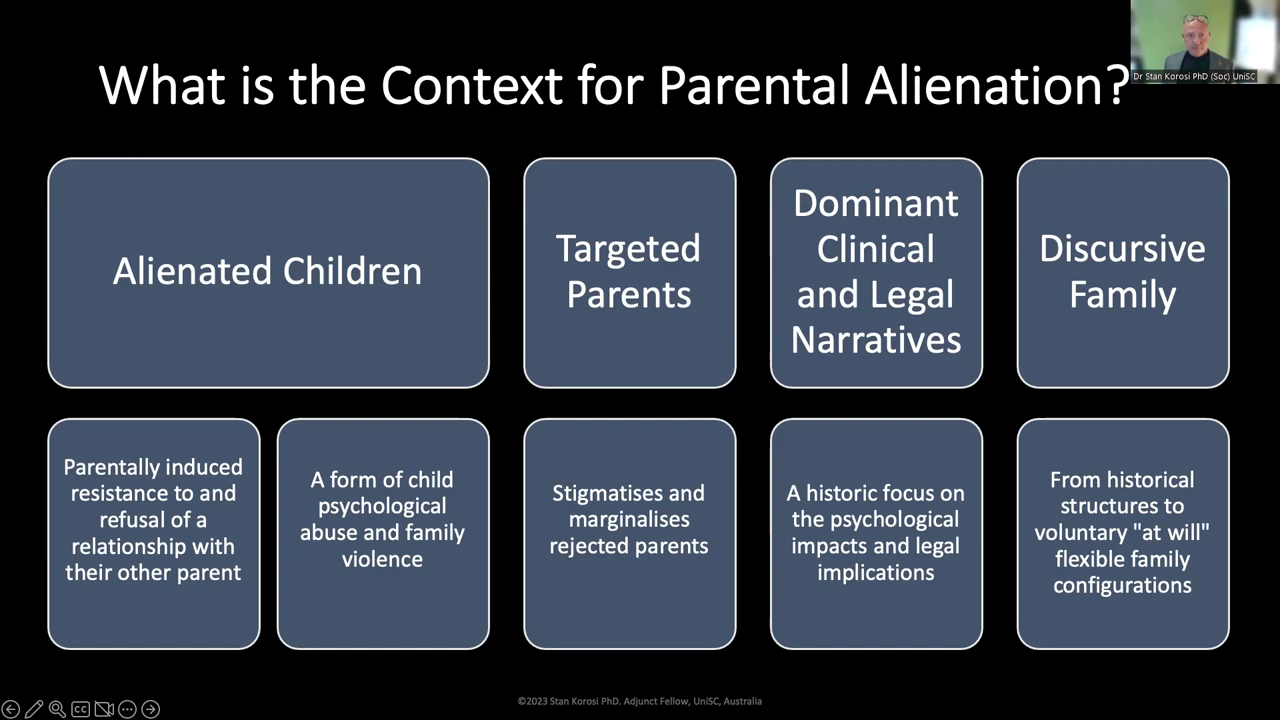 What is the Context for Parental Alienation?
Dr Stan Korosi PhD (Soc) UniSC
Alienated Children
Targeted
Parents
Dominant
Clinical
and Legal
Narratives
Discursive
Family
Parentally induced
resistance to and
refusal of a
relationship with
their other parent
A form of child
psychological
abuse and family
violence
Stigmatises and
marginalises
rejected parents
A historic focus on
the psychological
impacts and legal
implications
From historical
structures to
voluntary "at will"
flexible family
configurations
CC
©2023 Stan Korosi PhD. Adjunct Fellow, UniSC, Australia